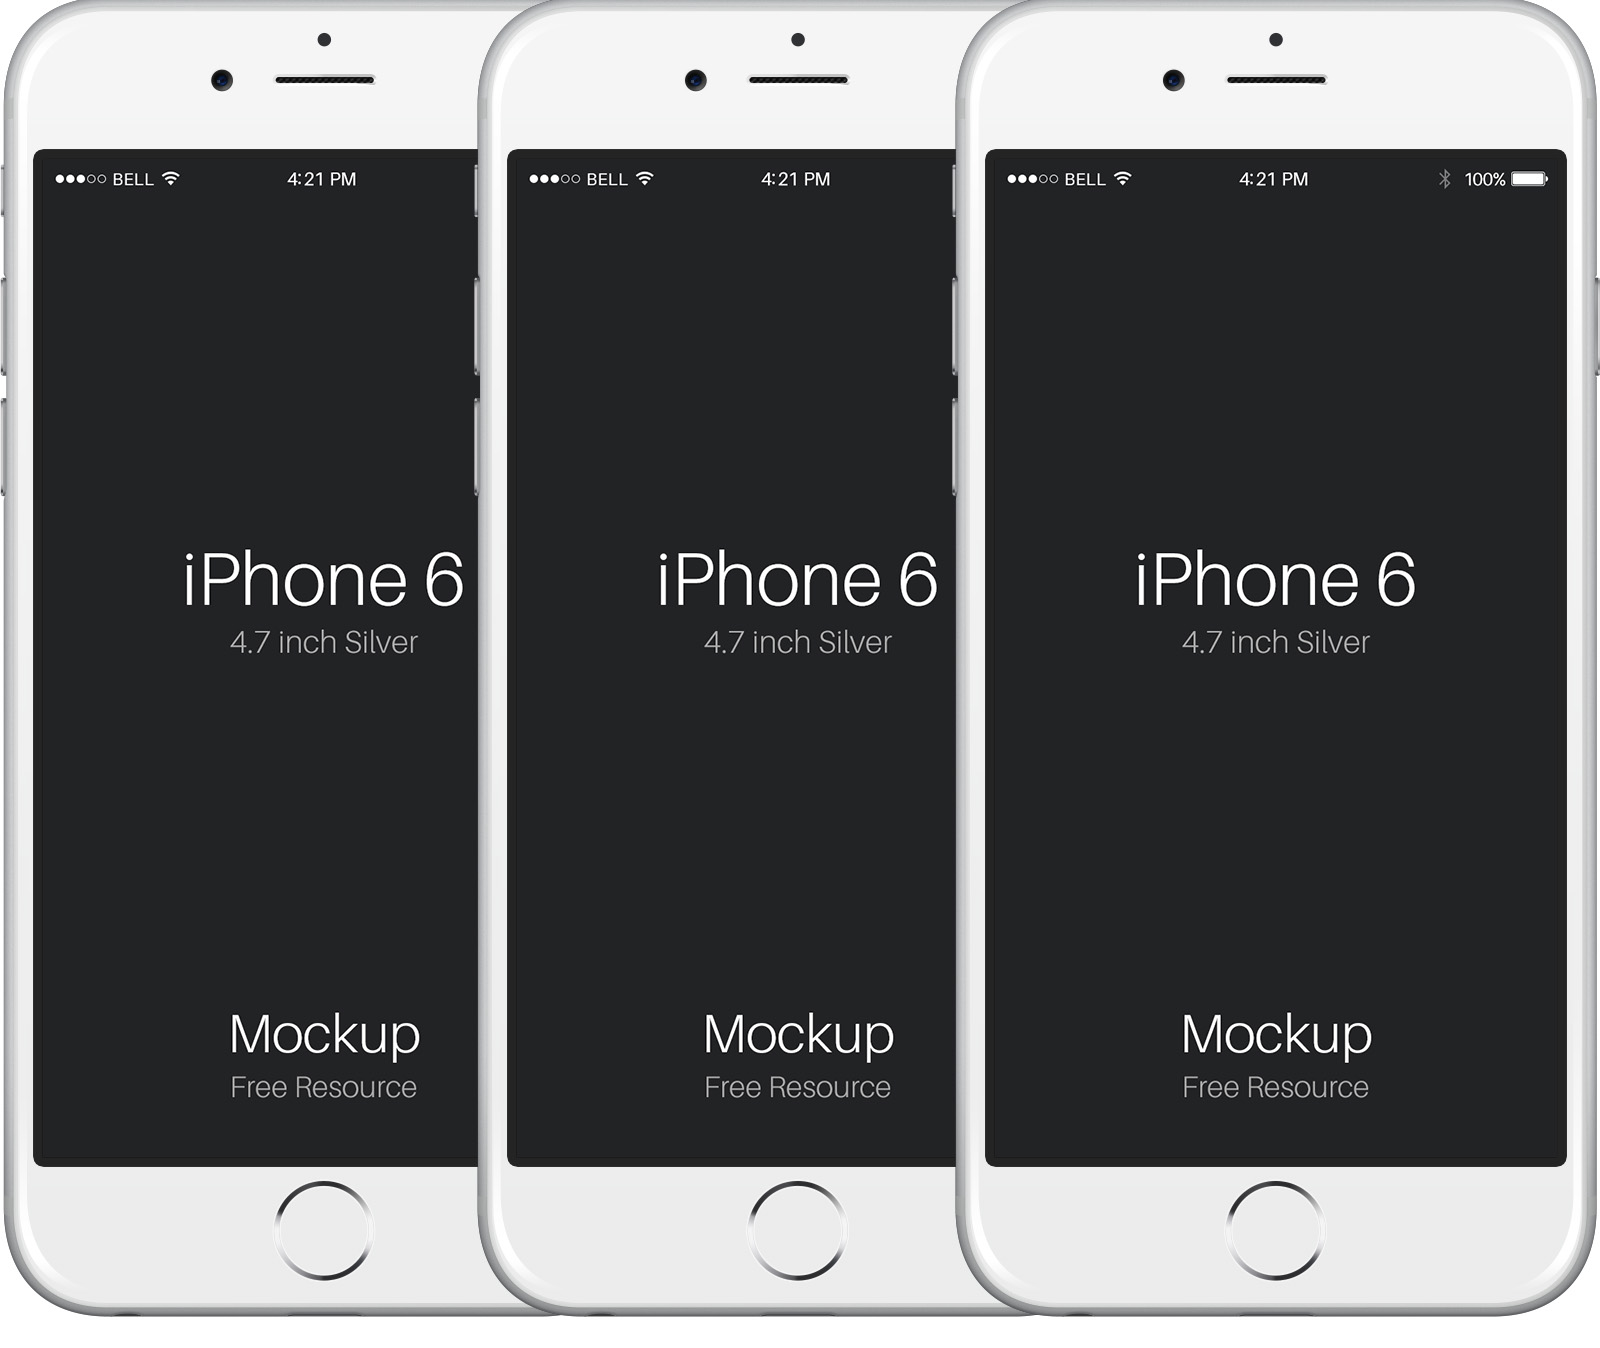 BELL 4:21 PM
iPhone 6
4.7 inch Silver
Mockup
Free Resource
BELL 4:21 PM
iPhone 6
4.7 inch Silver
Mockup
Free Resource
BELL 4:21 PM 100%
iPhone 6
4.7 inch Silver
Mockup
Free Resource